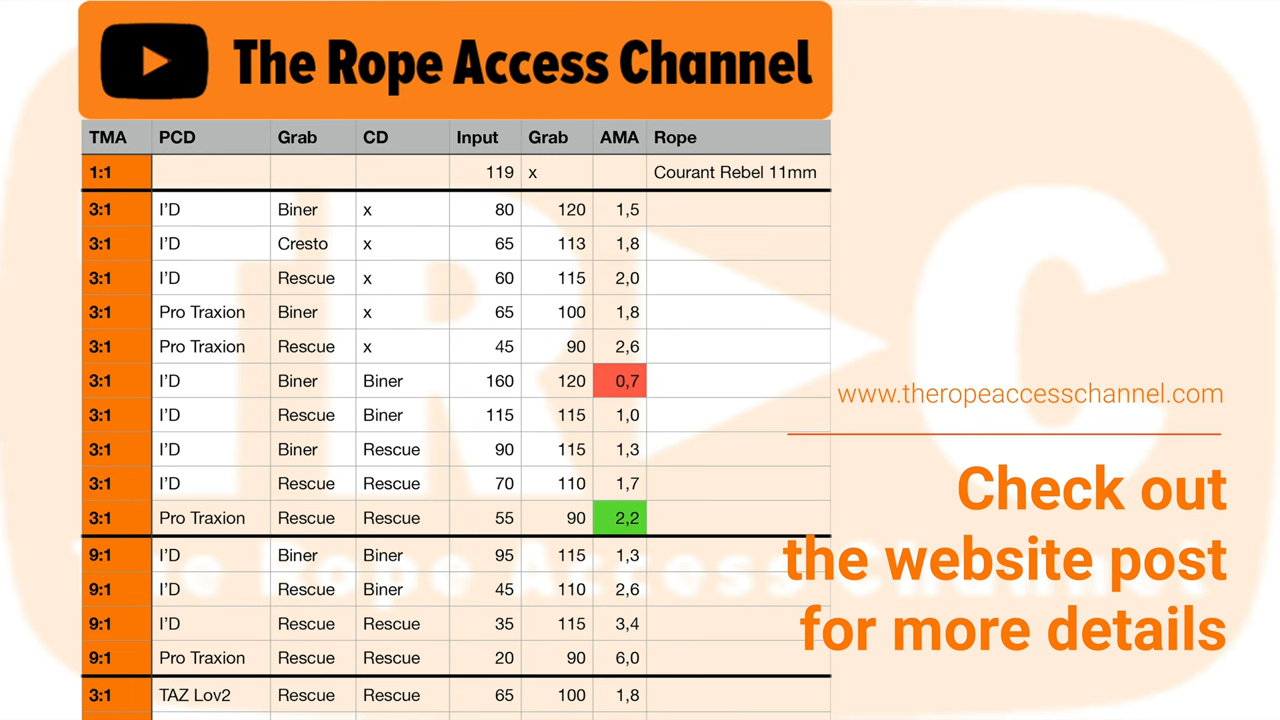 The Rope Access Channel
TMA PCD Grab CD Input Grab AMA Rope
1:1 119 x Courant Rebel 11mm
3:1 I’D Biner x 80 120 1,5
3:1 I’D Cresto x 65 113 1,8
3:1 I’D Rescue x 60 115 2,0
3:1 Pro Traxion Biner x 65 100 1,8
3:1 Pro Traxion Rescue x 45 90 2,6
3:1 I’D Biner Biner 160 120 0,7
3:1 I’D Rescue Biner 115 115 1,0
3:1 I’D Biner Rescue 90 115 1,3
3:1 I’D Rescue Rescue 70 110 1,7
3:1 Pro Traxion Rescue Rescue 55 90 2,2
9:1 I’D Biner Biner 95 115 1,3
9:1 I’D Rescue Biner 45 110 2,6
9:1 I’D Rescue Rescue 35 115 3,4
9:1 Pro Traxion Rescue Rescue 20 90 6,0
3:1 TAZ Lov2 Rescue Rescue 65 100 1,8
www.theropeaccesschannel.com
Check out
the website post
for more details